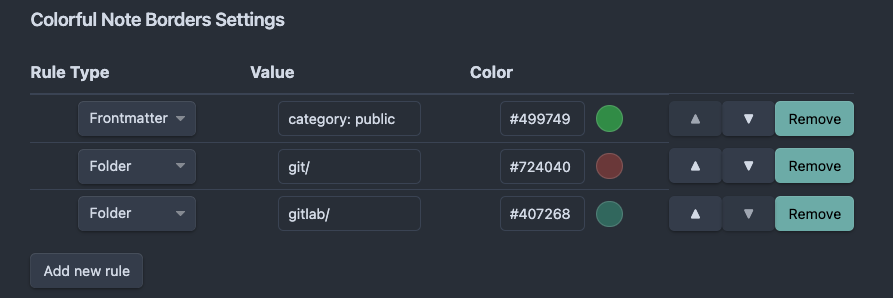 Colorful Note Borders Settings
Rule Type Value Color
Frontmatter category: public #499749 Remove
Folder git/ #724040 Remove
Folder gitlab/ #407268 Remove
Add new rule